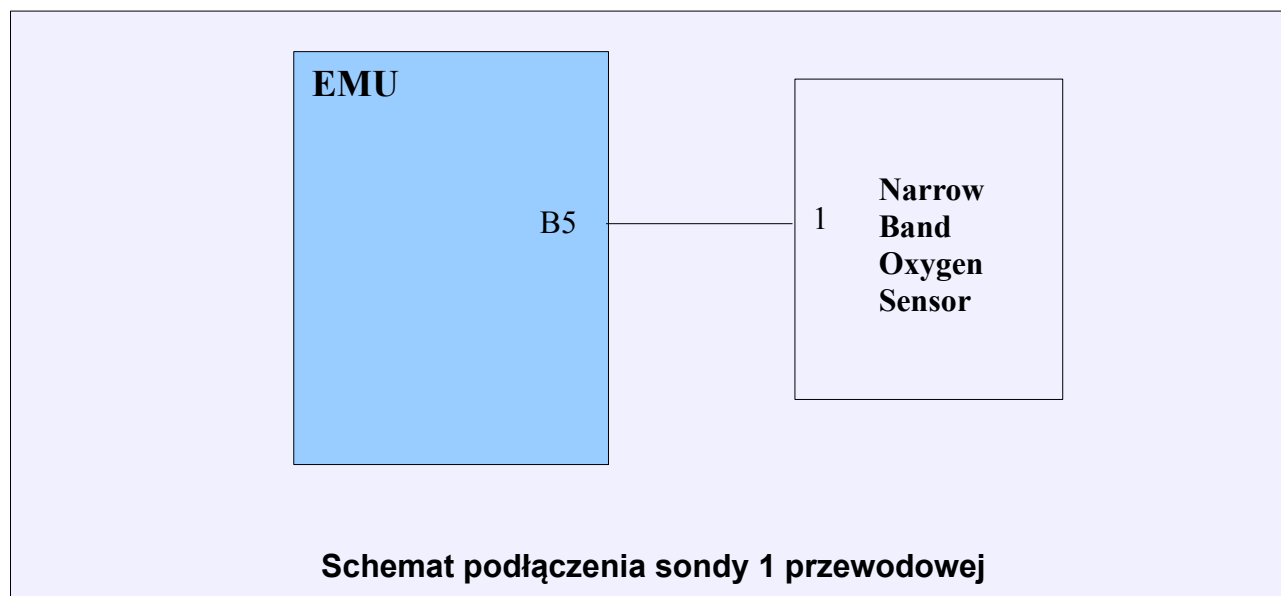 EMU
B5
1
Narrow
Band
Oxygen
Sensor
Schemat podłączenia sondy 1 przewodowej